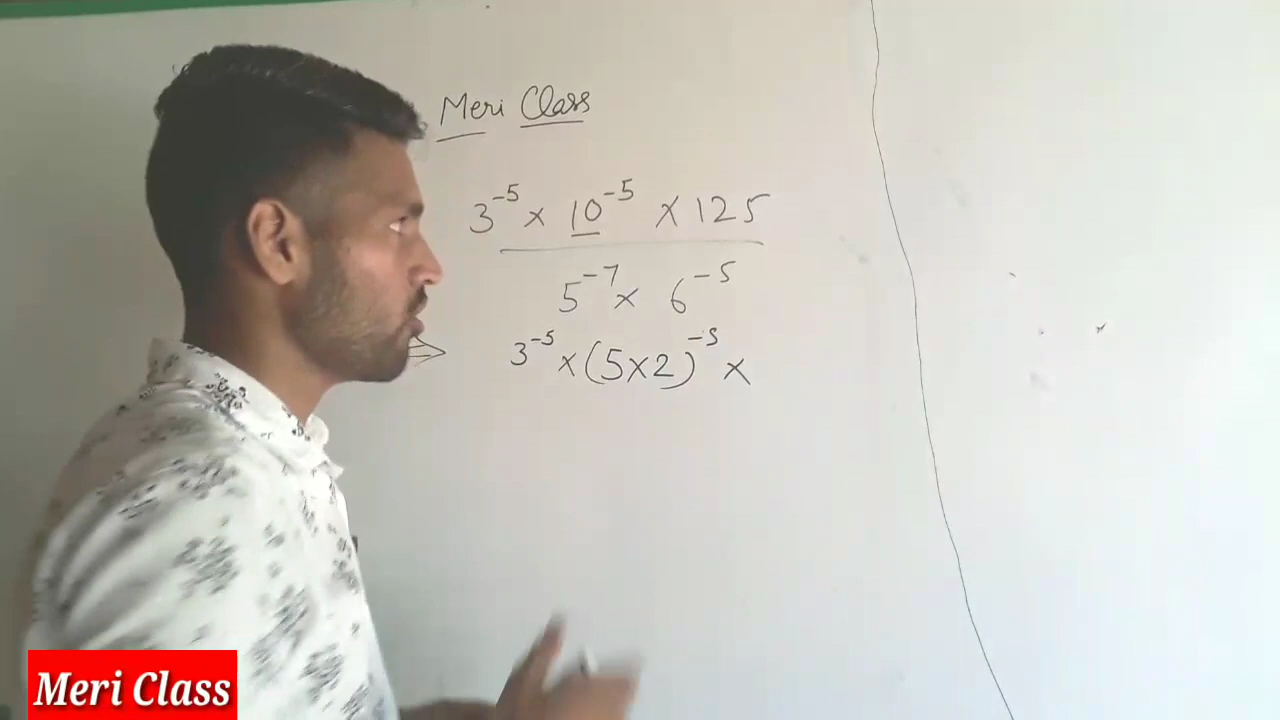 Meri Class
3⁻⁵ × 10⁻⁵ × 125
5⁻⁷ × 6⁻⁵
⇒ 3⁻⁵ × (5×2)⁻⁵ ×
Meri Class